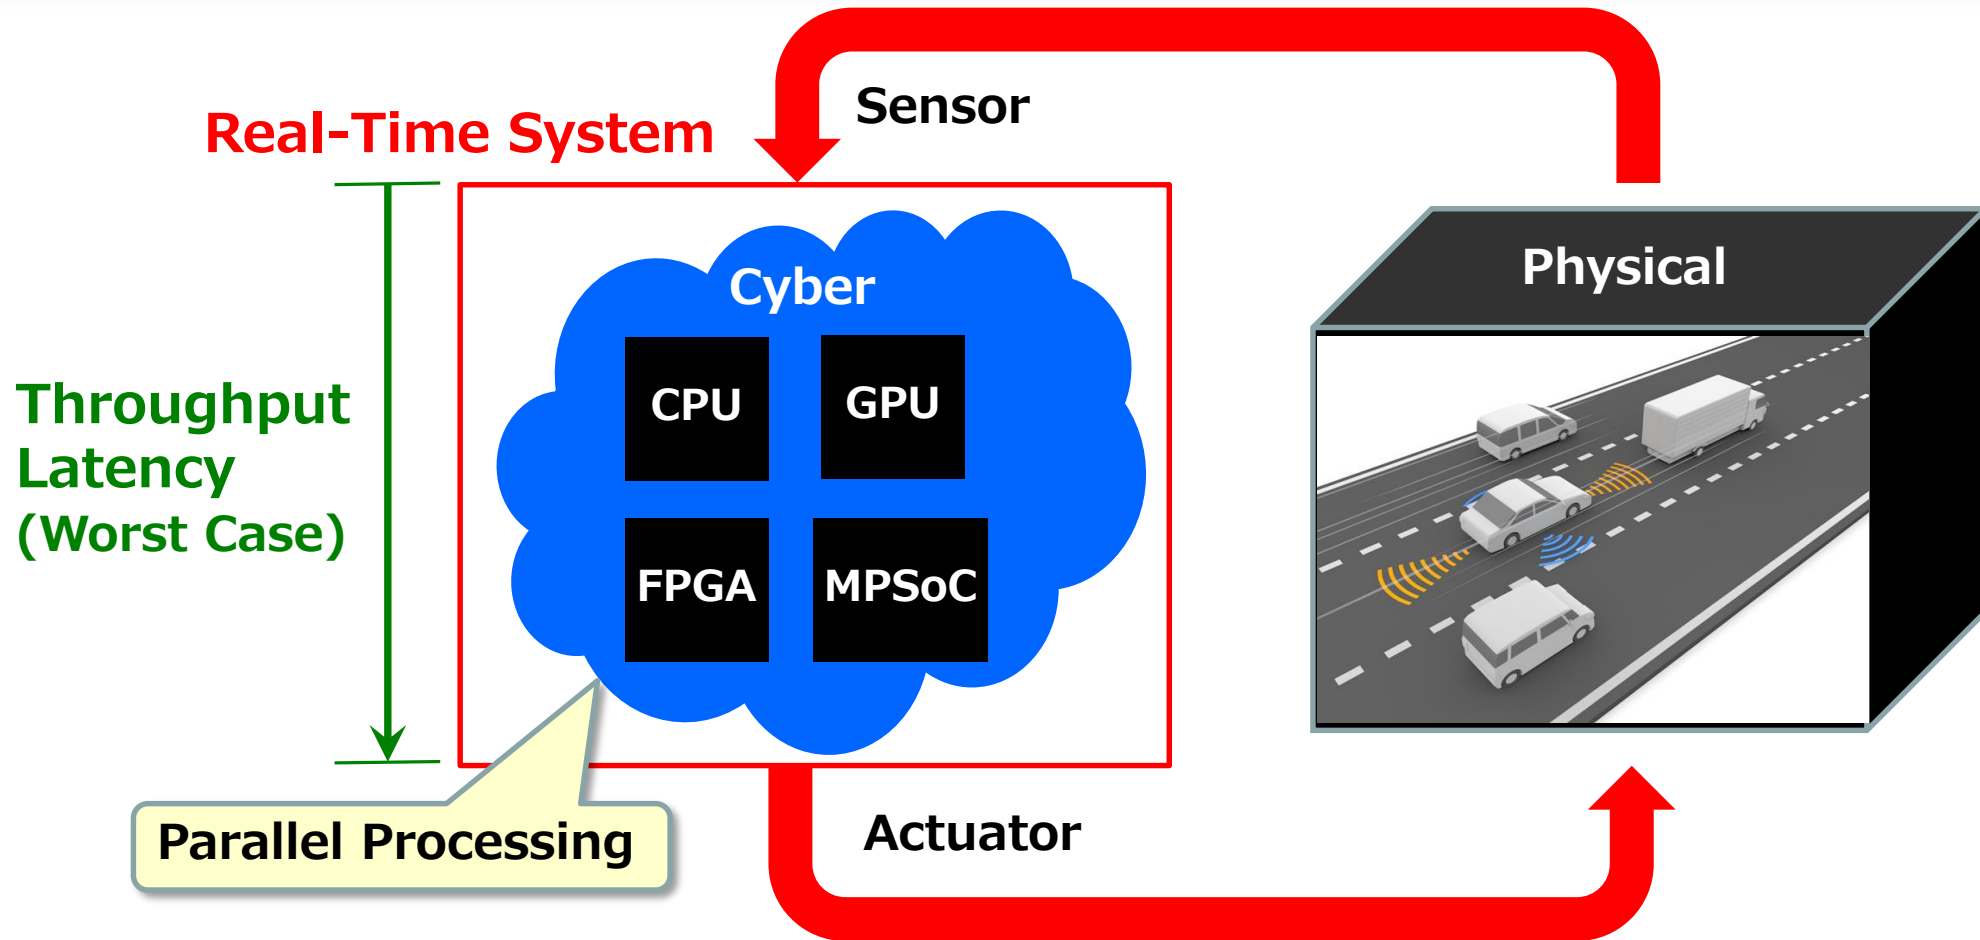 Sensor
Real-Time System
Physical
Cyber
CPU
GPU
Throughput
Latency
(Worst Case)
FPGA
MPSoC
Parallel Processing
Actuator